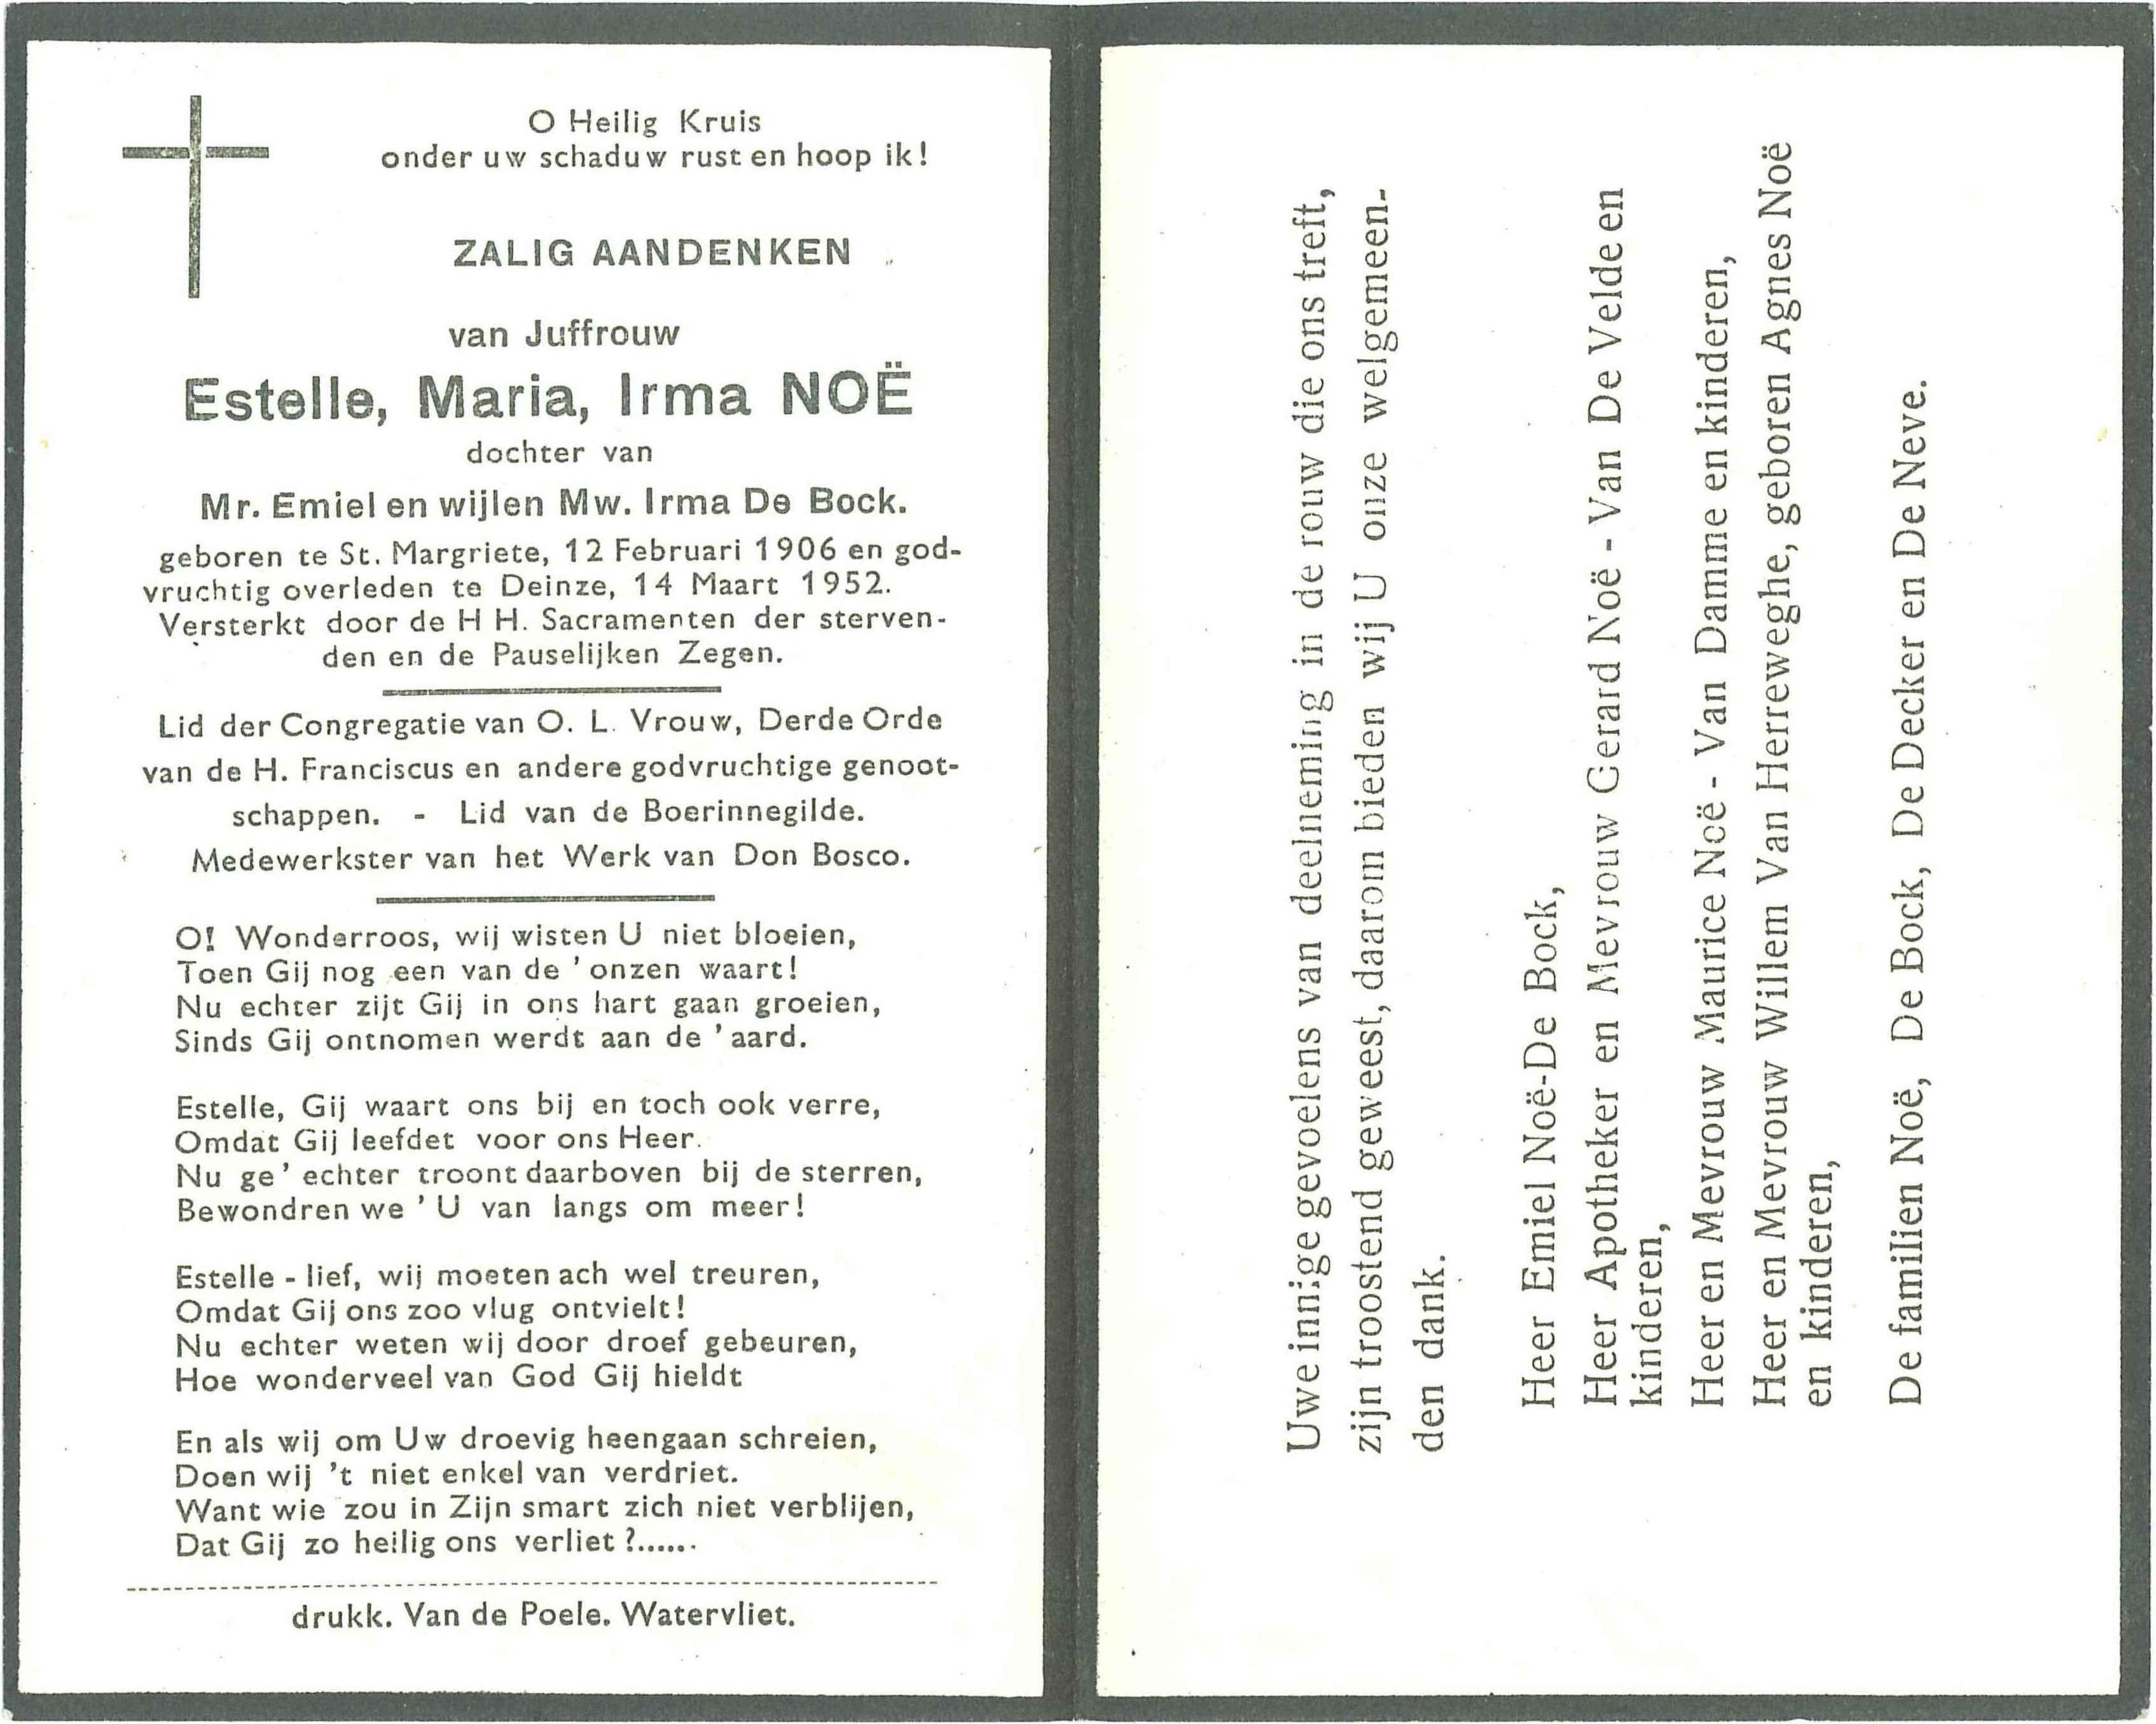 O Heilig Kruis
onder uw schaduw rust en hoop ik!
ZALIG AANDENKEN
van Juffrouw
Estelle, Maria, Irma NOË
dochter van
Mr. Emiel en wijlen Mw. Irma De Bock.
geboren te St. Margriete, 12 Februari 1906 en god-
vruchtig overleden te Deinze, 14 Maart 1952.
Versterkt door de H H. Sacramenten der sterven-
den en de Pauselijken Zegen.
Lid der Congregatie van O. L. Vrouw, Derde Orde
van de H. Franciscus en andere godvruchtige genoot-
schappen. - Lid van de Boerinnegilde.
Medewerkster van het Werk van Don Bosco.
O! Wonderroos, wij wisten U niet bloeien,
Toen Gij nog een van de 'onzen waart!
Nu echter zijt Gij in ons hart gaan groeien,
Sinds Gij ontnomen werdt aan de 'aard.
Estelle, Gij waart ons bij en toch ook verre,
Omdat Gij leefdet voor ons Heer.
Nu ge' echter troont daarboven bij de sterren,
Bewondren we 'U van langs om meer!
Estelle - lief, wij moeten ach wel treuren,
Omdat Gij ons zoo vlug ontvielt!
Nu echter weten wij door droef gebeuren,
Hoe wonderveel van God Gij hieldt
En als wij om Uw droevig heengaan schreien,
Doen wij 't niet enkel van verdriet.
Want wie zou in Zijn smart zich niet verblijen,
Dat Gij zo heilig ons verliet ?......
drukk. Van de Poele. Watervliet.
Uwe innige gevoelens van deelneming in de rouw die ons treft,
zijn troostend geweest, daarom bieden wij U onze welgemeen-
den dank.
Heer Emiel Noë-De Bock,
Heer Apotheker en Mevrouw Gerard Noë - Van De Velde en
kinderen,
Heer en Mevrouw Maurice Noë - Van Damme en kinderen,
Heer en Mevrouw Willem Van Herreweghe, geboren Agnes Noë
en kinderen,
De familien Noë, De Bock, De Decker en De Neve.